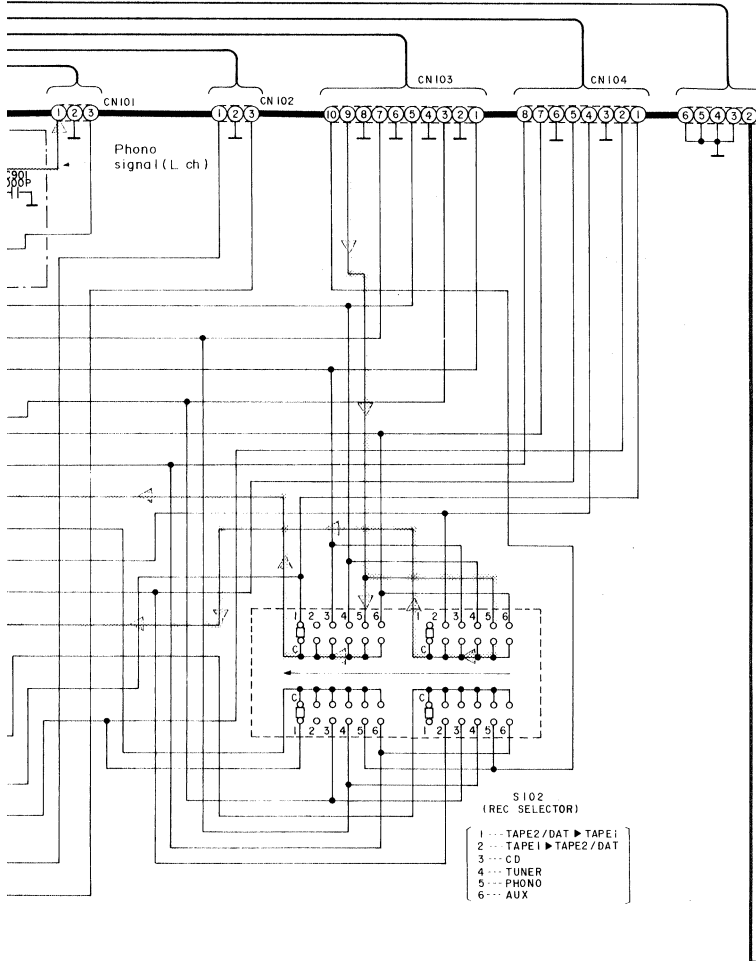 CN103
CN104
CN101
CN102
1 2 3
1 2 3
10 9 8 7 6 5 4 3 2 1
8 7 6 5 4 3 2 1
6 5 4 3 2
Phono
signal(L ch)
C901
000P
1 2 3 4 5 6
1 2 3 4 5 6
C
C
C
C
1 2 3 4 5 6
1 2 3 4 5 6
S102
(REC SELECTOR)
1 --- TAPE2/DAT ▶ TAPE1
2 --- TAPE1 ▶ TAPE2/DAT
3 --- CD
4 --- TUNER
5 --- PHONO
6 --- AUX